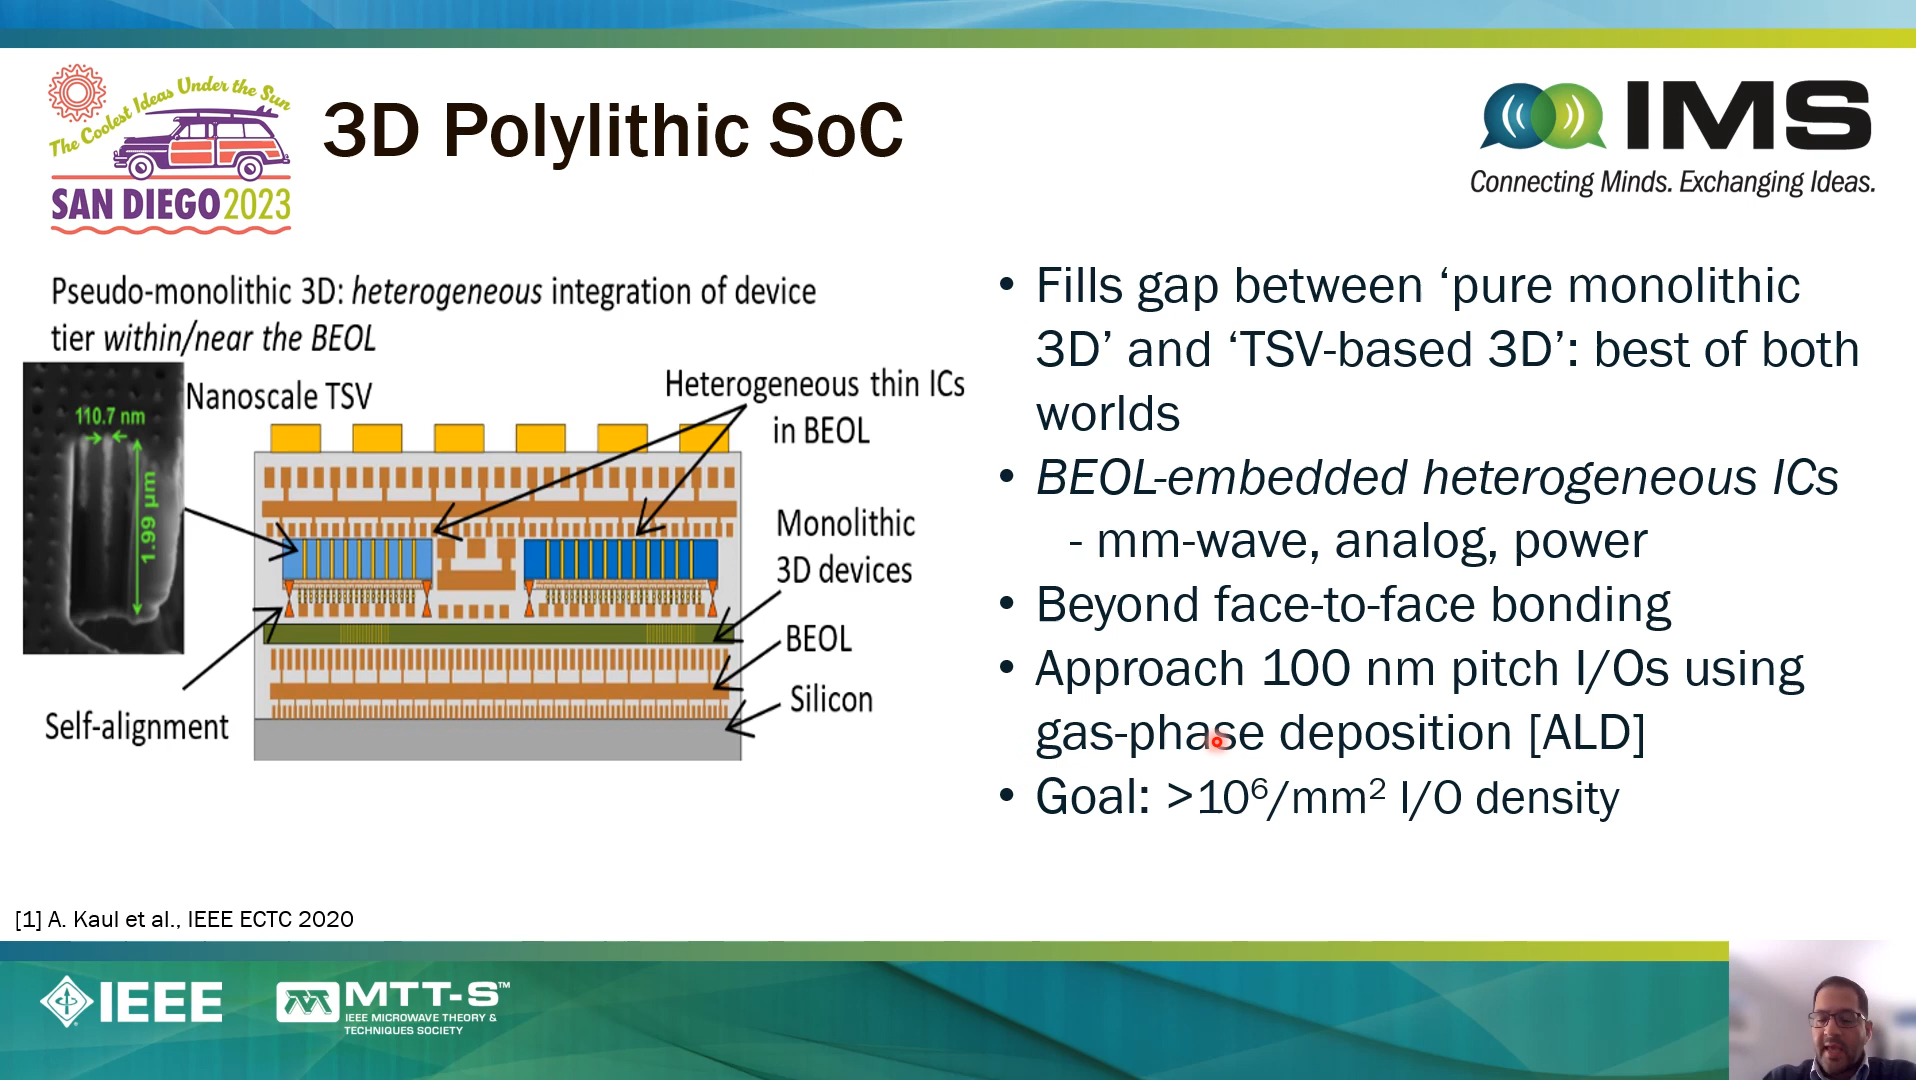 The Coolest Ideas Under the Sun
SAN DIEGO 2023
3D Polylithic SoC
IMS
Connecting Minds. Exchanging Ideas.
Pseudo-monolithic 3D: heterogeneous integration of device
tier within/near the BEOL
Nanoscale TSV
110.7 nm
1.99 µm
Heterogeneous thin ICs
in BEOL
Monolithic
3D devices
BEOL
Silicon
Self-alignment
• Fills gap between ‘pure monolithic
3D’ and ‘TSV-based 3D’: best of both
worlds
• BEOL-embedded heterogeneous ICs
- mm-wave, analog, power
• Beyond face-to-face bonding
• Approach 100 nm pitch I/Os using
gas-phase deposition [ALD]
• Goal: >10⁶/mm² I/O density
[1] A. Kaul et al., IEEE ECTC 2020
IEEE
MTT-S™
IEEE MICROWAVE THEORY &
TECHNIQUES SOCIETY